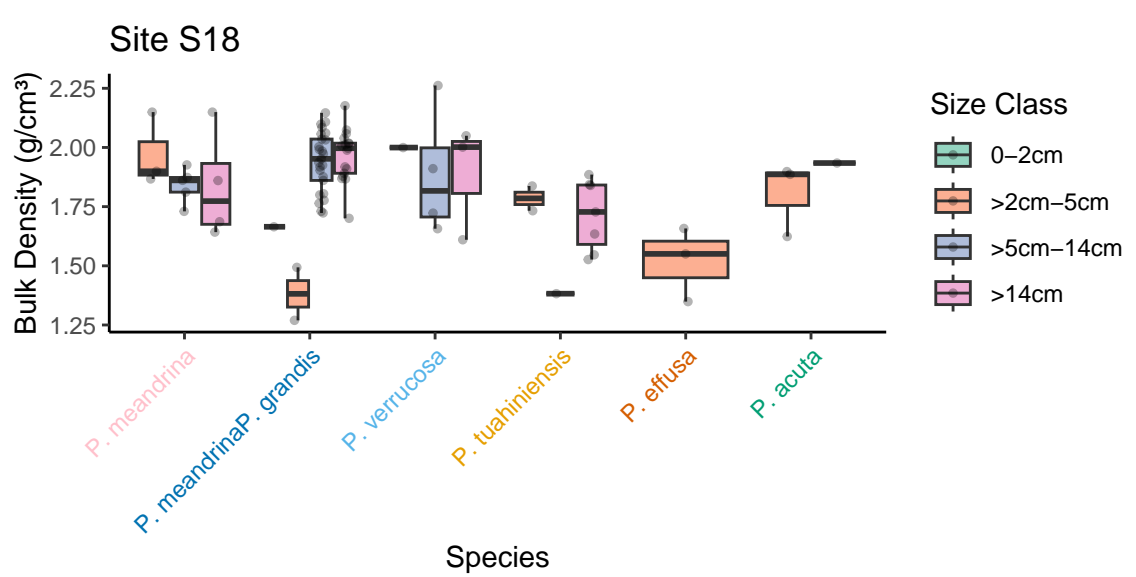 Site S18
Bulk Density (g/cm³)
2.25
2.00
1.75
1.50
1.25
P. meandrina
P. meandrinaP. grandis
P. verrucosa
P. tuahiniensis
P. effusa
P. acuta
Species
Size Class
0–2cm
>2cm–5cm
>5cm–14cm
>14cm